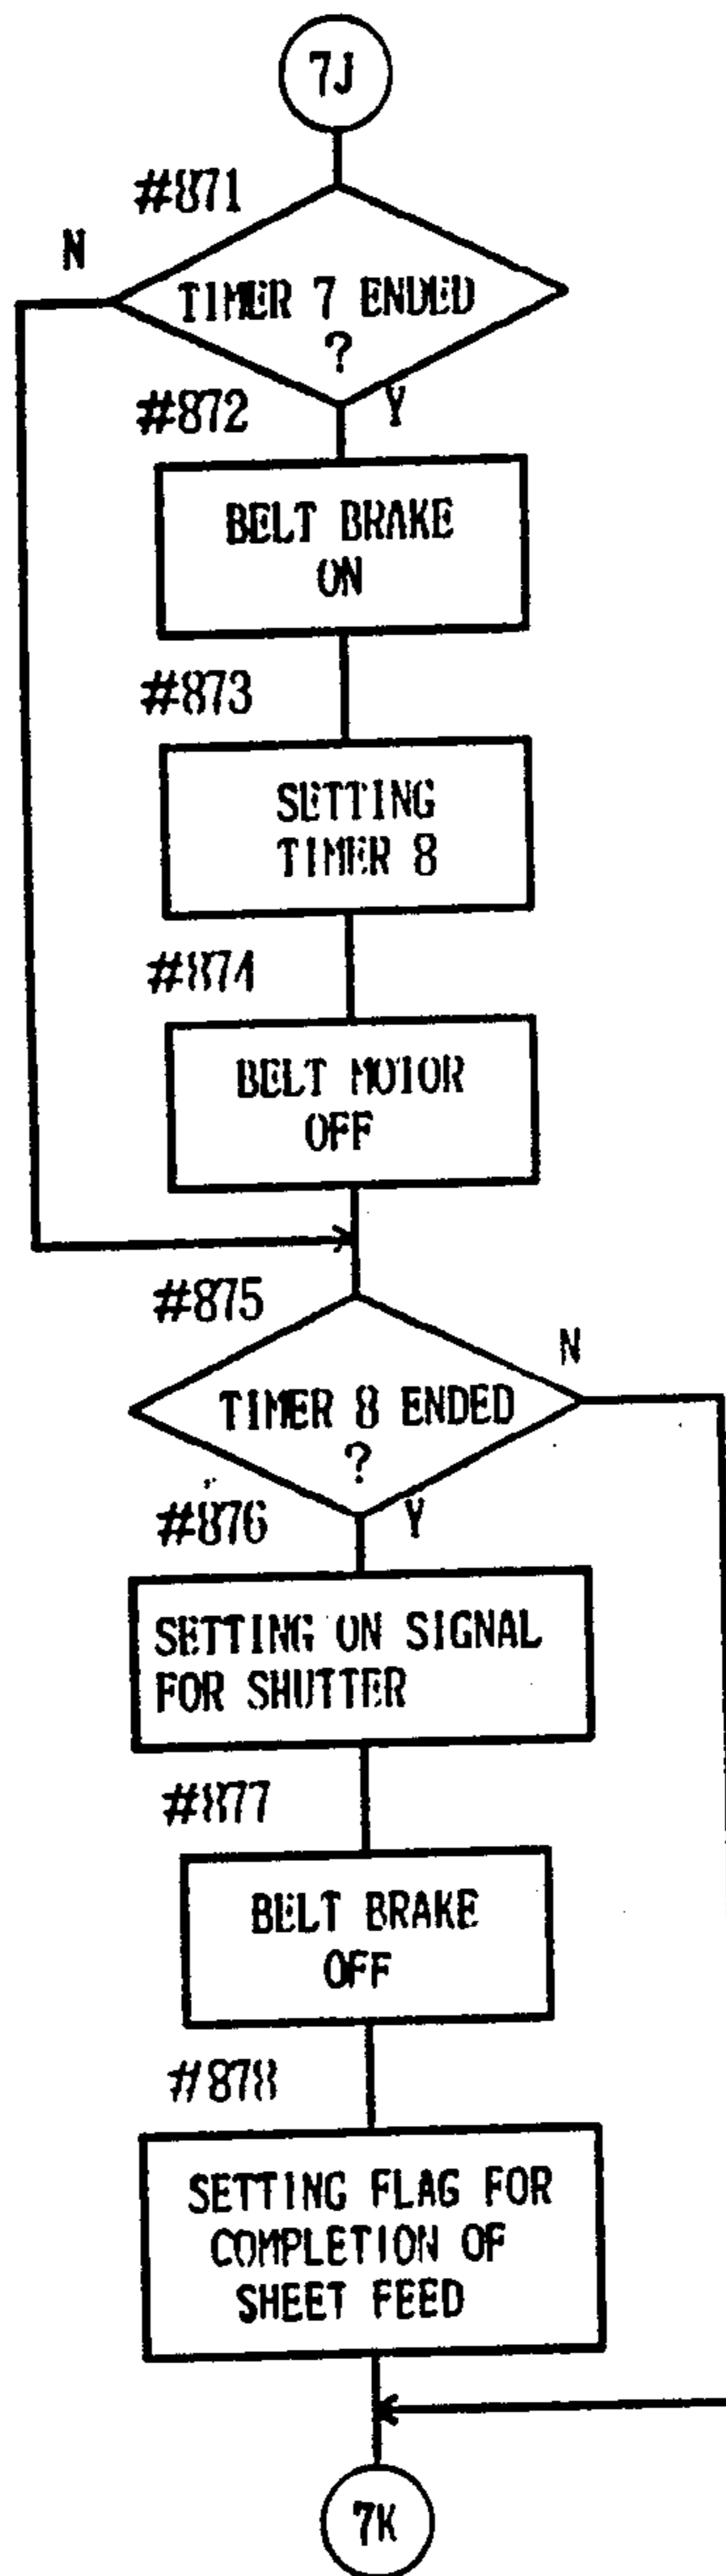 7J
#871
N
TIMER 7 ENDED
?
#872
Y
BELT BRAKE
ON
#873
SETTING
TIMER 8
#874
BELT MOTOR
OFF
#875
N
TIMER 8 ENDED
?
#876
Y
SETTING ON SIGNAL
FOR SHUTTER
#877
BELT BRAKE
OFF
#878
SETTING FLAG FOR
COMPLETION OF
SHEET FEED
7K